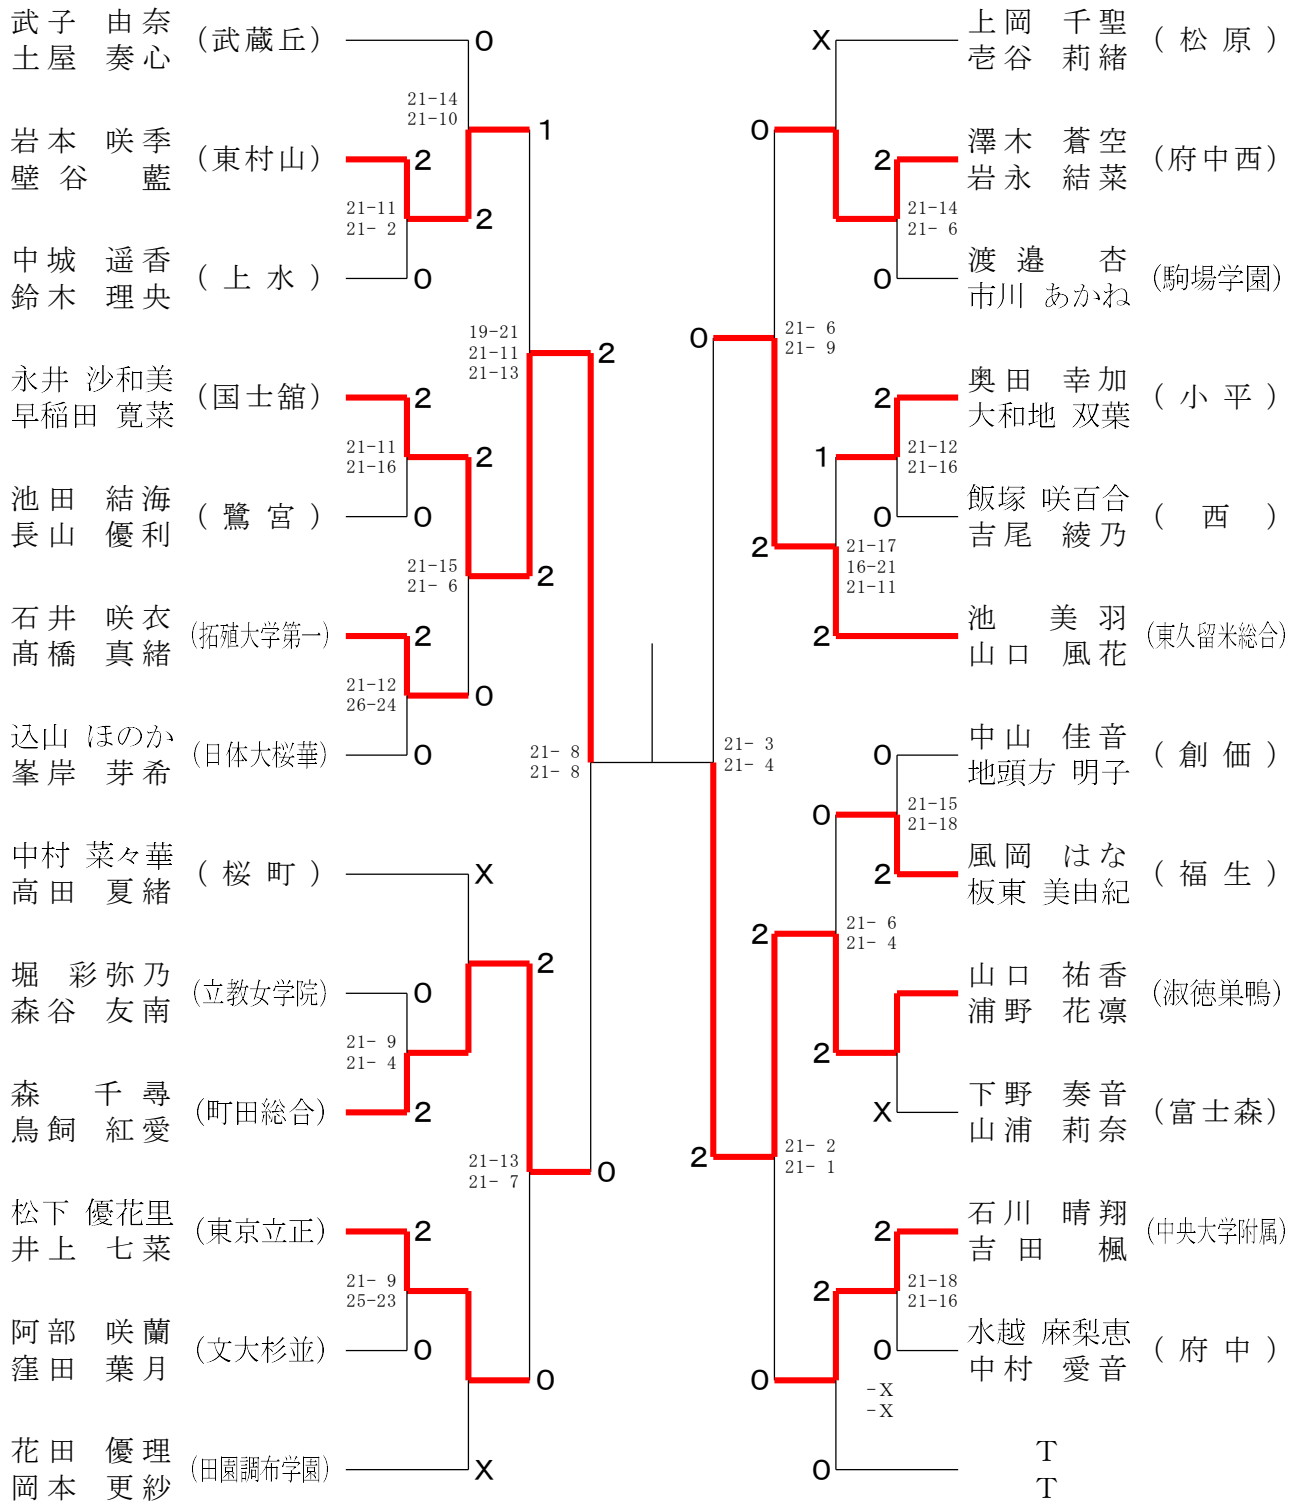 武子 由奈
土屋 奏心
(武蔵丘)
0
21-14
21-10
1
岩本 咲季
壁谷 藍
(東村山)
2
21-11
21- 2
2
中城 遥香
鈴木 理央
(上水)
0
19-21
21-11
21-13
2
永井 沙和美
早稲田 寛菜
(国士舘)
2
21-11
21-16
2
池田 結海
長山 優利
(鷺宮)
0
21-15
21- 6
2
石井 咲衣
髙橋 真緒
(拓殖大学第一)
2
21-12
26-24
0
込山 ほのか
峯岸 芽希
(日体大桜華)
0
21- 8
21- 8
中村 菜々華
高田 夏緒
(桜町)
X
2
堀 彩弥乃
森谷 友南
(立教女学院)
0
21- 9
21- 4
森 千尋
鳥飼 紅愛
(町田総合)
2
21-13
21- 7
0
松下 優花里
井上 七菜
(東京立正)
2
21- 9
25-23
阿部 咲蘭
窪田 葉月
(文大杉並)
0
0
花田 優理
岡本 更紗
(田園調布学園)
X
X
上岡 千聖
壱谷 莉緒
(松原)
0
2
澤木 蒼空
岩永 結菜
(府中西)
21-14
21- 6
0
渡邉 杏
市川 あかね
(駒場学園)
0
21- 6
21- 9
2
奥田 幸加
大和地 双葉
(小平)
1
21-12
21-16
0
飯塚 咲百合
吉尾 綾乃
(西)
2
21-17
16-21
21-11
2
池 美羽
山口 風花
(東久留米総合)
21- 3
21- 4
0
中山 佳音
地頭方 明子
(創価)
0
21-15
21-18
2
風岡 はな
板東 美由紀
(福生)
2
21- 6
21- 4
山口 祐香
浦野 花凛
(淑徳巣鴨)
2
X
下野 奏音
山浦 莉奈
(富士森)
2
21- 2
21- 1
2
石川 晴翔
吉田 楓
(中央大学附属)
2
21-18
21-16
0
水越 麻梨恵
中村 愛音
(府中)
0
-X
-X
0
T
T